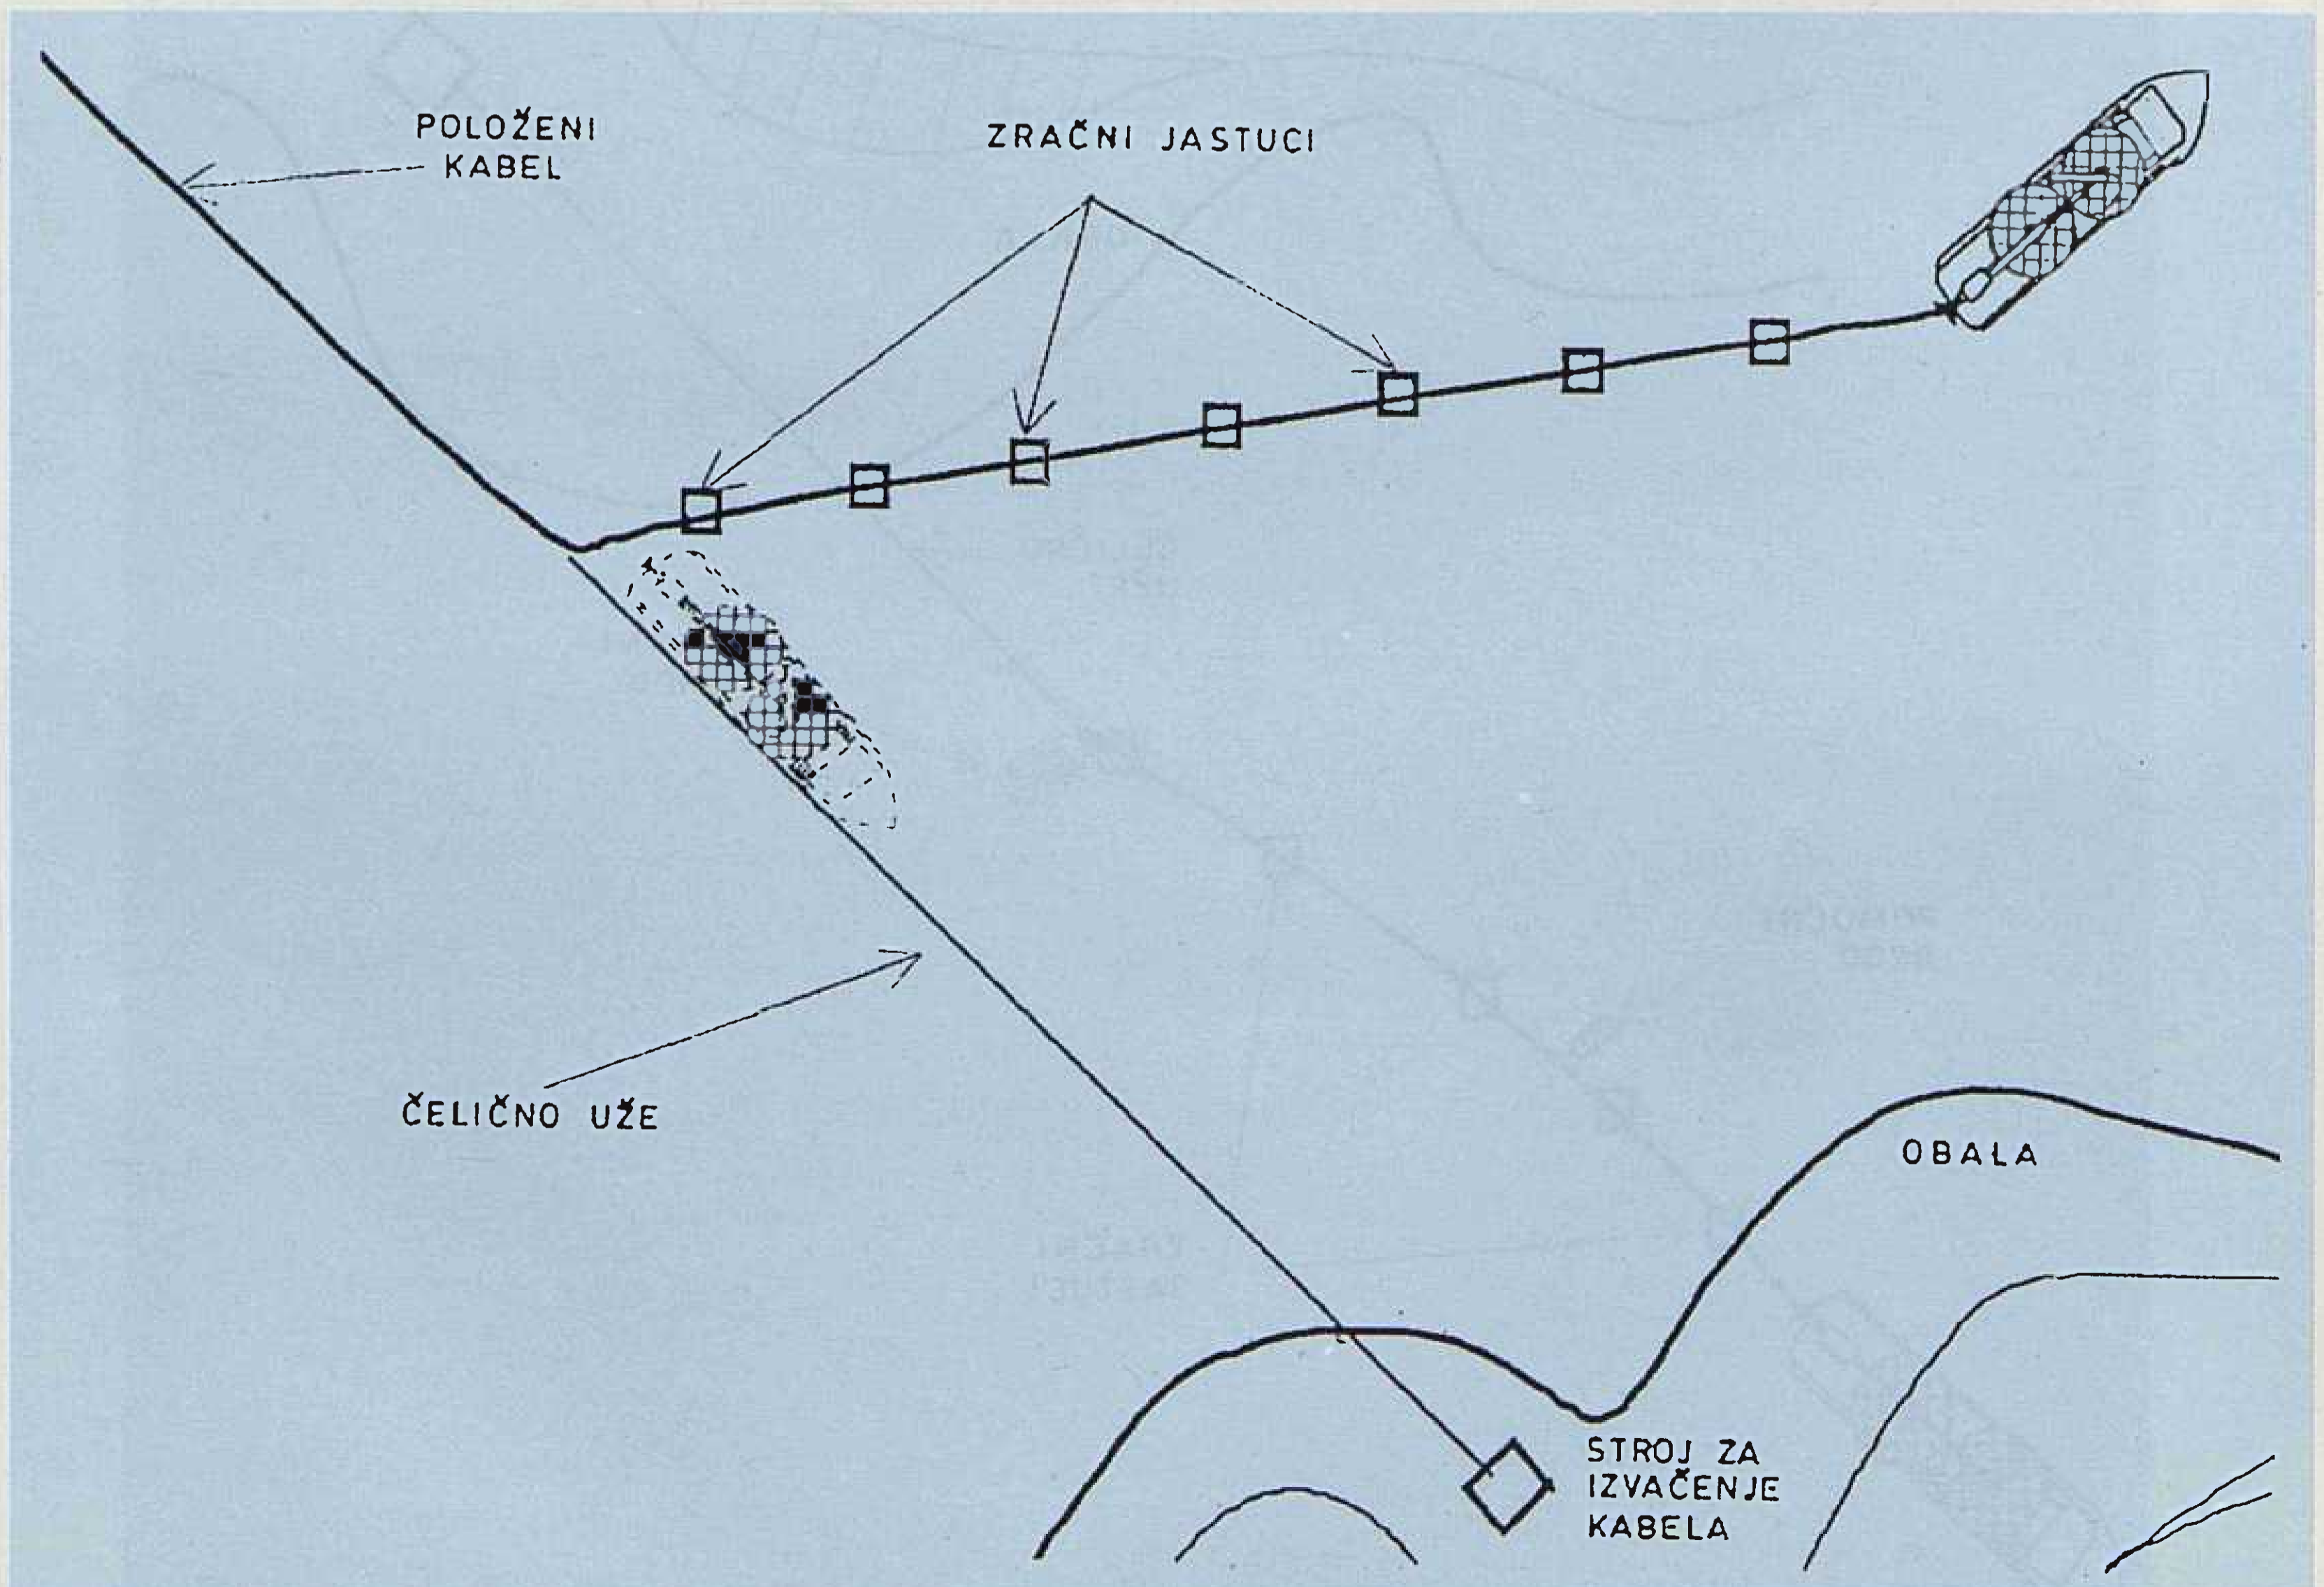 POLOŽENI
KABEL
ZRAČNI JASTUCI
ČELIČNO UŽE
OBALA
STROJ ZA
IZVAČENJE
KABELA